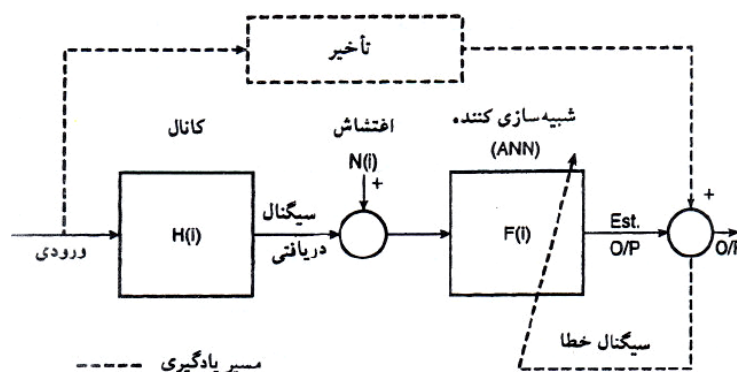 تأخیر
کانال
اغتشاش
N(i)
+
شبیه‌سازی کننده
(ANN)
+
ورودی
H(i)
سیگنال
دریافتی
F(i)
Est.
O/P
O/P
سیگنال خطا
مسیر یادگیری